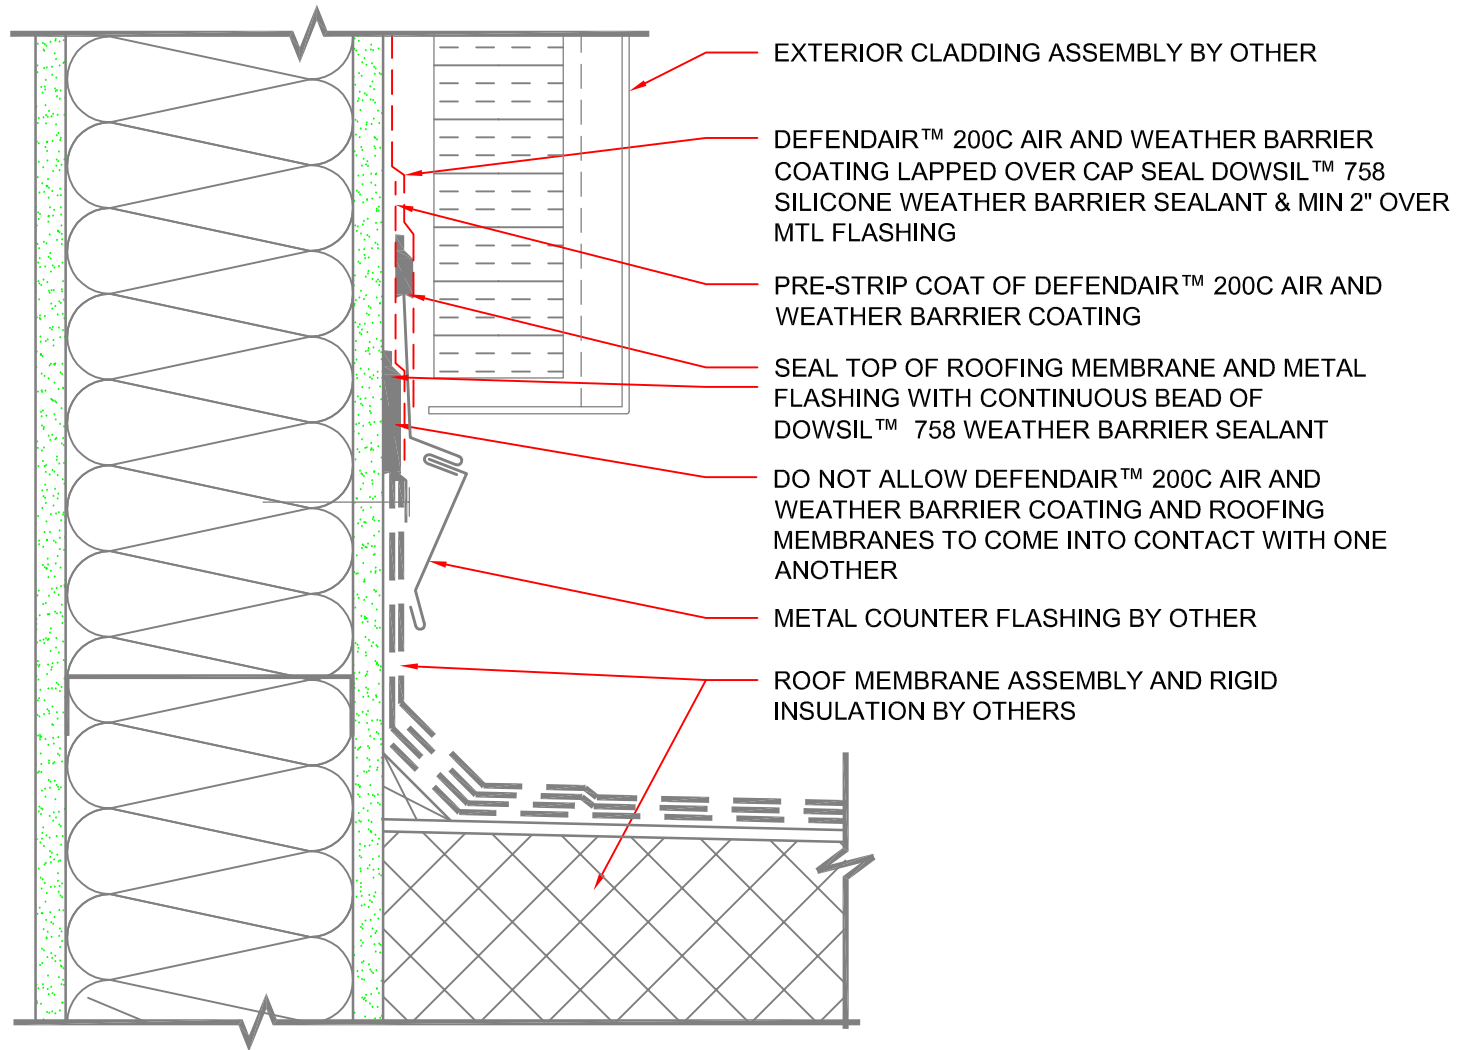 EXTERIOR CLADDING ASSEMBLY BY OTHER
DEFENDAIR™ 200C AIR AND WEATHER BARRIER
COATING LAPPED OVER CAP SEAL DOWSIL™ 758
SILICONE WEATHER BARRIER SEALANT & MIN 2" OVER
MTL FLASHING
PRE-STRIP COAT OF DEFENDAIR™ 200C AIR AND
WEATHER BARRIER COATING
SEAL TOP OF ROOFING MEMBRANE AND METAL
FLASHING WITH CONTINUOUS BEAD OF
DOWSIL™ 758 WEATHER BARRIER SEALANT
DO NOT ALLOW DEFENDAIR™ 200C AIR AND
WEATHER BARRIER COATING AND ROOFING
MEMBRANES TO COME INTO CONTACT WITH ONE
ANOTHER
METAL COUNTER FLASHING BY OTHER
ROOF MEMBRANE ASSEMBLY AND RIGID
INSULATION BY OTHERS